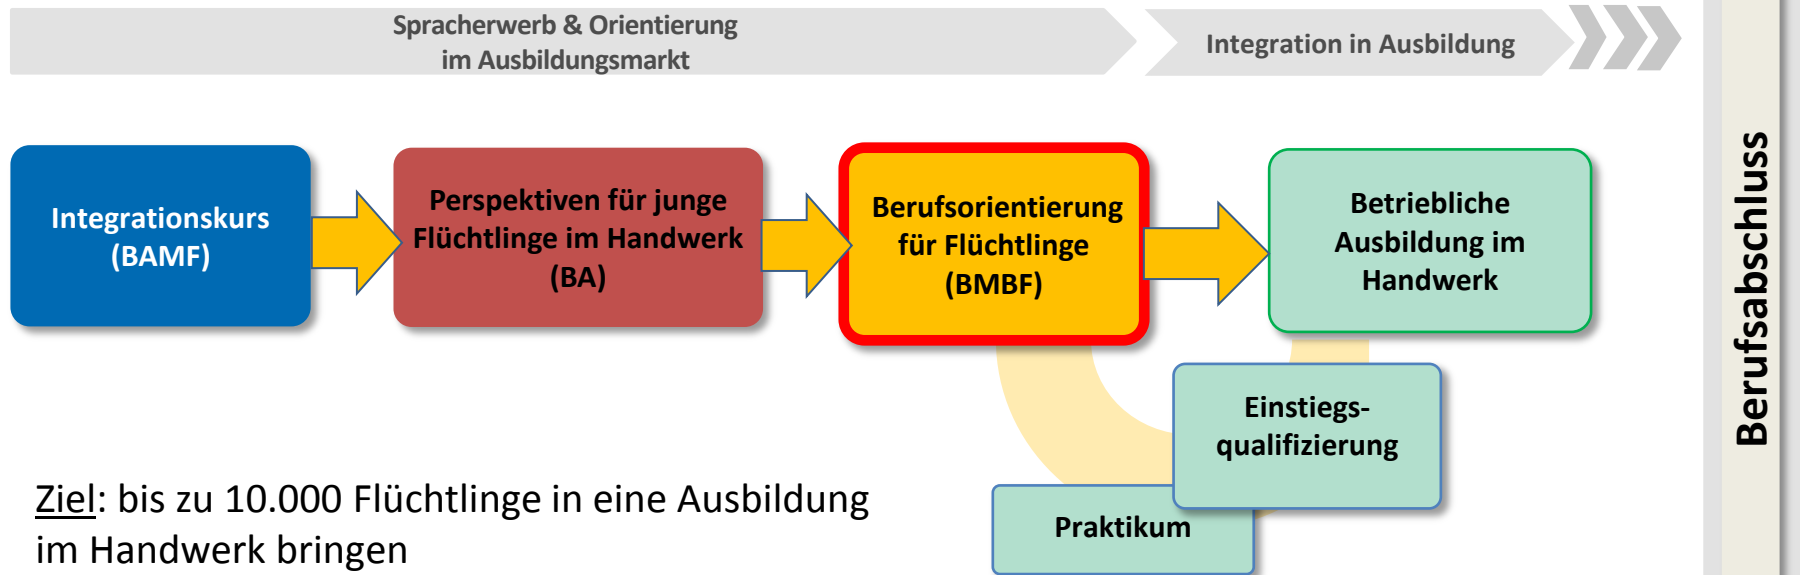 Spracherwerb & Orientierung
im Ausbildungsmarkt
Integration in Ausbildung
Integrationskurs
(BAMF)
Perspektiven für junge
Flüchtlinge im Handwerk
(BA)
Berufsorientierung
für Flüchtlinge
(BMBF)
Betriebliche
Ausbildung im
Handwerk
Berufsabschluss
Einstiegs-
qualifizierung
Praktikum
Ziel: bis zu 10.000 Flüchtlinge in eine Ausbildung
im Handwerk bringen